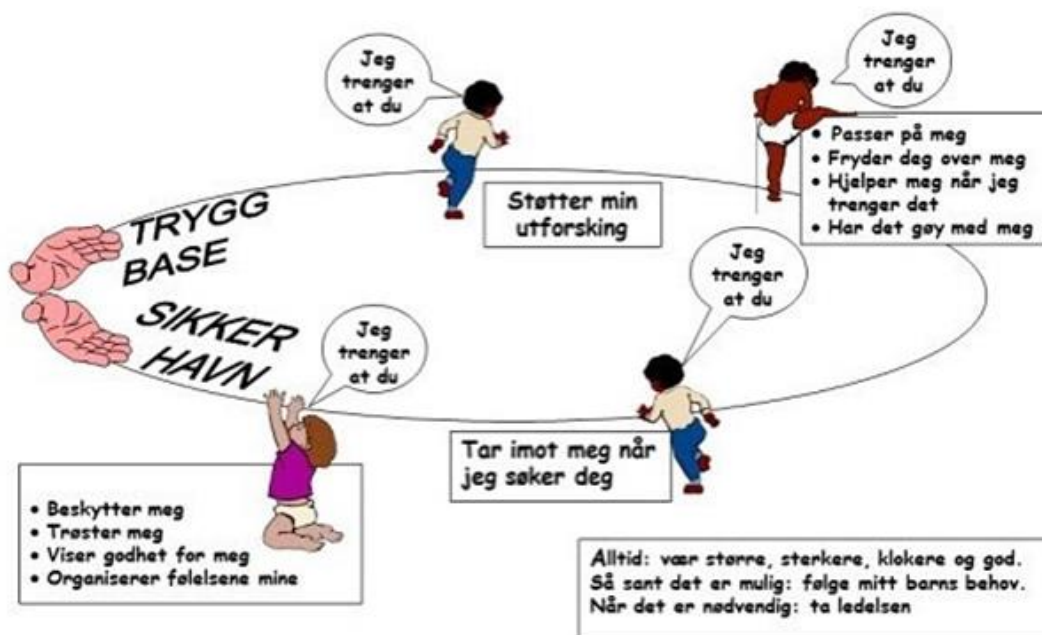 Jeg
trenger
at du
Jeg
trenger
at du
• Passer på meg
• Fryder deg over meg
• Hjelper meg når jeg
trenger det
• Har det gøy med meg
Støtter min
utforsking
TRYGG
BASE
SIKKER
HAVN
Jeg
trenger
at du
Jeg
trenger
at du
Tar imot meg når
jeg søker deg
• Beskytter meg
• Trøster meg
• Viser godhet for meg
• Organiserer følelsene mine
Alltid: vær større, sterkere, klokere og god.
Så sant det er mulig: følge mitt barns behov.
Når det er nødvendig: ta ledelsen